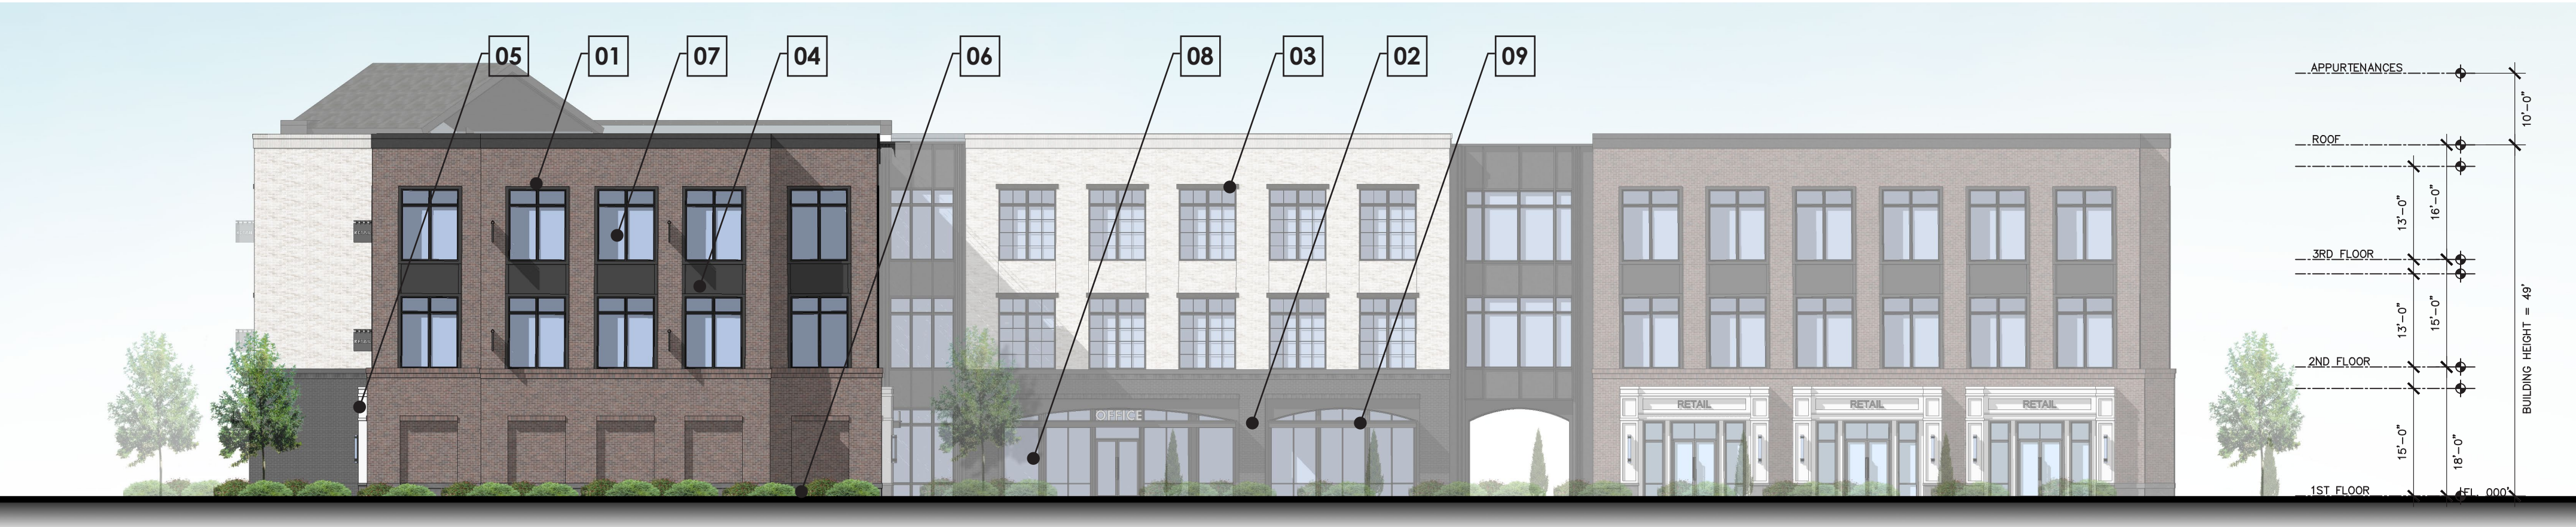 05
01
07
04
06
08
03
02
09
APPURTENANCES
10'-0"
ROOF
13'-0"
16'-0"
3RD FLOOR
BUILDING HEIGHT = 49'
13'-0"
15'-0"
2ND FLOOR
OFFICE
RETAIL
RETAIL
RETAIL
15'-0"
18'-0"
1ST FLOOR
EL. 000'